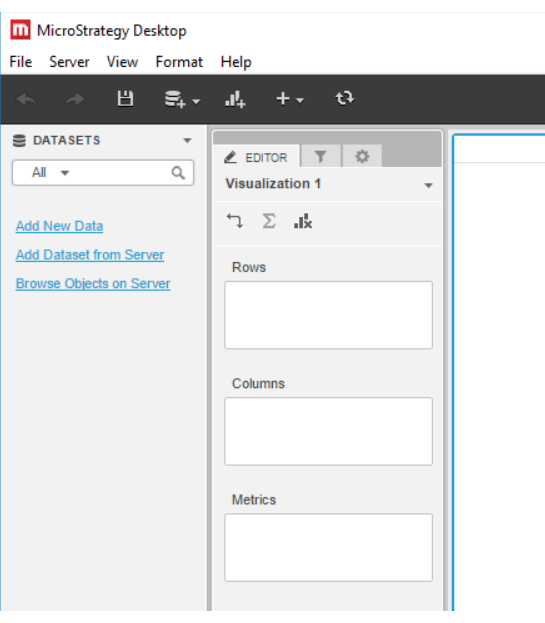 MicroStrategy Desktop
File Server View Format Help
DATASETS
All
Add New Data
Add Dataset from Server
Browse Objects on Server
EDITOR
Visualization 1
Rows
Columns
Metrics